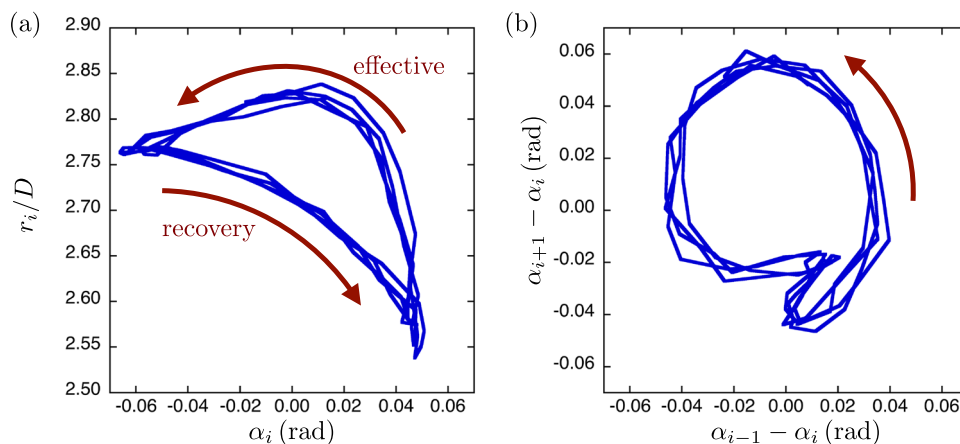 (a)
2.90
2.85
2.80
2.75
2.70
2.65
2.60
2.55
2.50
r_i/D
effective
recovery
-0.06 -0.04 -0.02 0.00 0.02 0.04 0.06
α_i (rad)
(b)
0.06
0.04
0.02
0.00
-0.02
-0.04
-0.06
α_{i+1} − α_i (rad)
-0.06 -0.04 -0.02 0.00 0.02 0.04 0.06
α_{i−1} − α_i (rad)